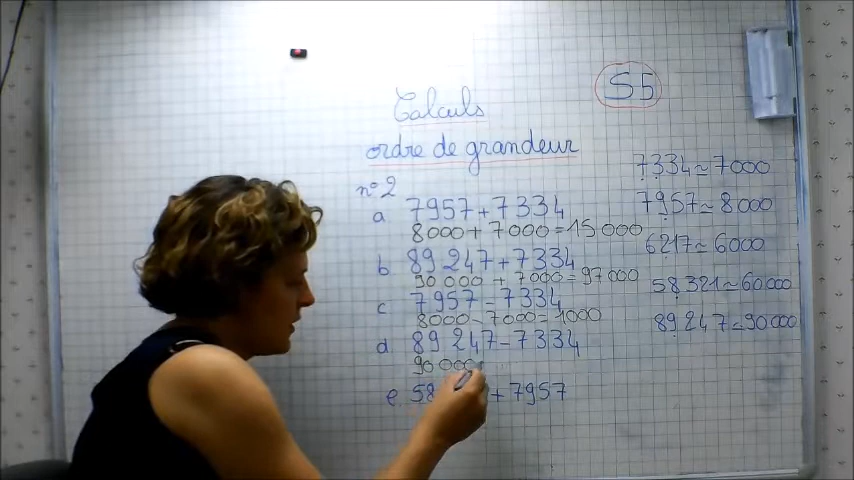 S5
Calculs
ordre de grandeur
n°2
a 7957 + 7334
8000 + 7000 = 15 000
b 89 247 + 7334
90 000 + 7000 = 97 000
c 7957 - 7334
8000 - 7000 = 1000
d 89 247 - 7334
90 000
e. 58 + 7957
7334 ≃ 7000
7957 ≃ 8000
6217 ≃ 6000
58 321 ≃ 60 000
89 247 ≃ 90 000